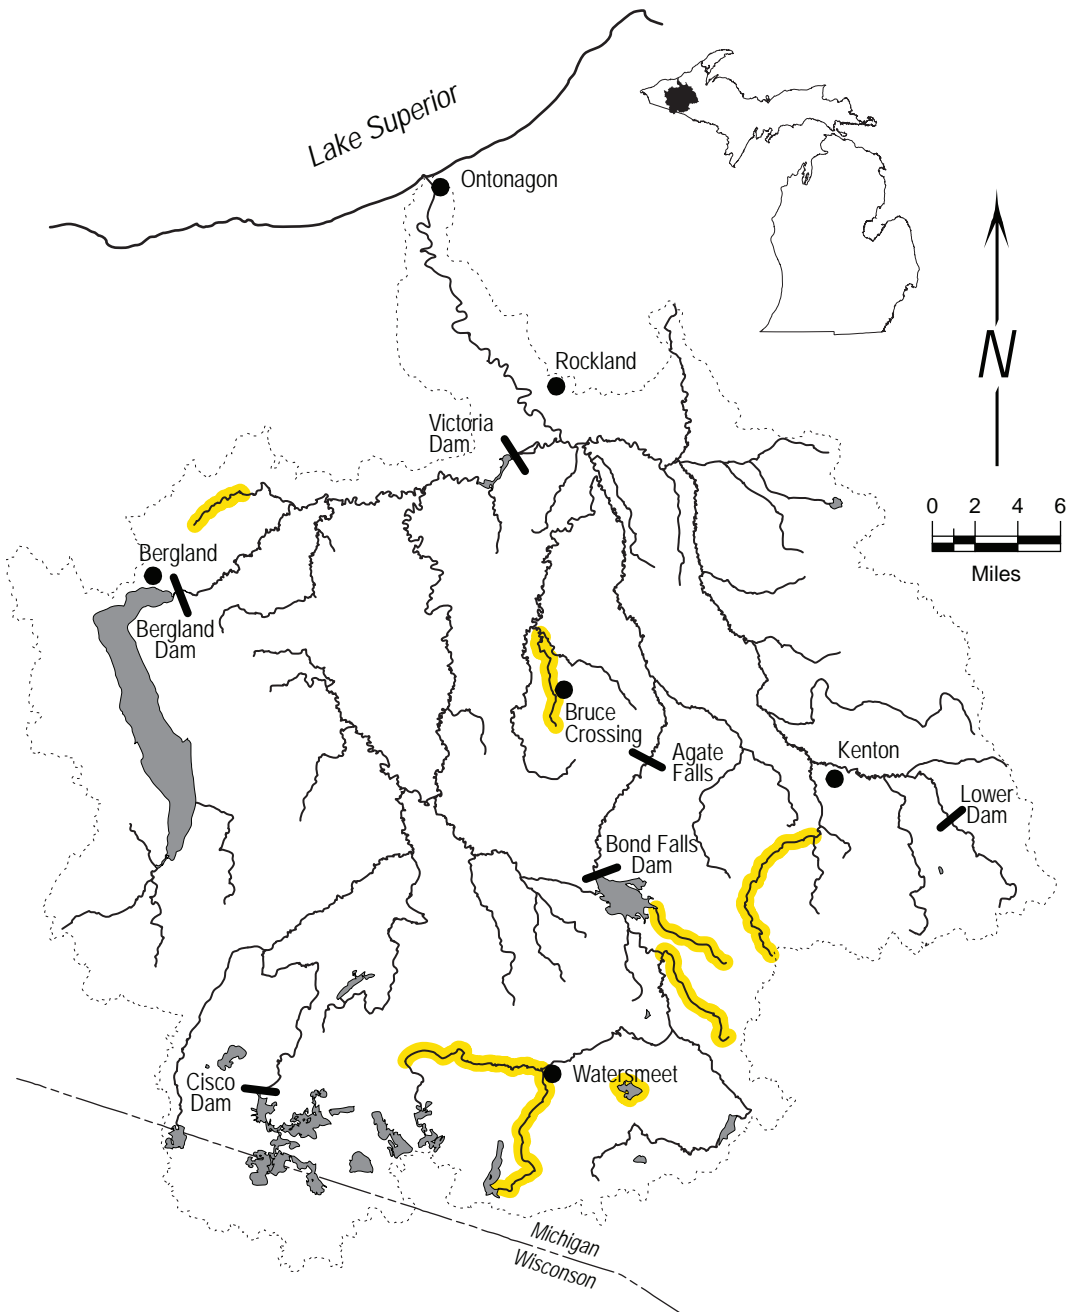 Lake Superior
Ontonagon
Rockland
N
Victoria
Dam
0 2 4 6
Miles
Bergland
Bergland
Dam
Bruce
Crossing
Agate
Falls
Kenton
Lower
Dam
Bond Falls
Dam
Cisco
Dam
Watersmeet
Michigan
Wisconson